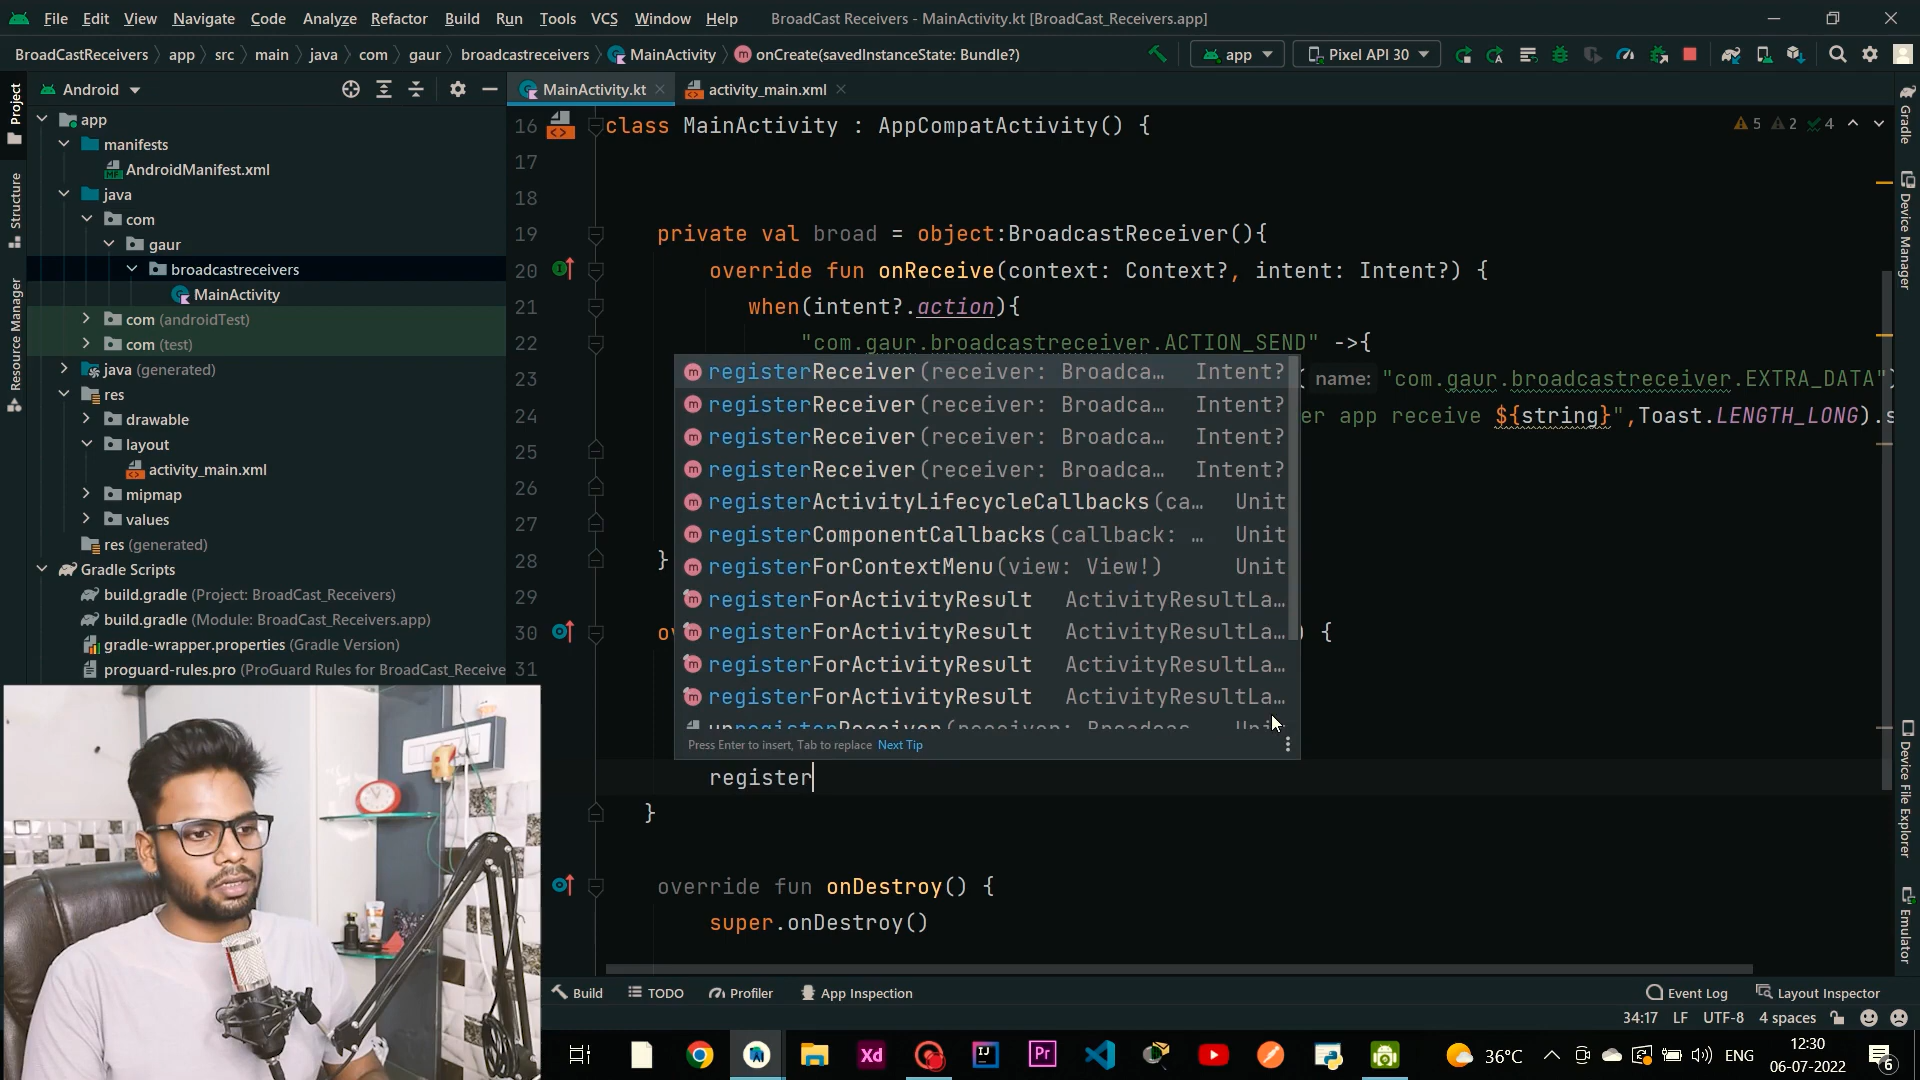 File Edit View Navigate Code Analyze Refactor Build Run Tools VCS Window Help BroadCast Receivers - MainActivity.kt [BroadCast_Receivers.app]
BroadCastReceivers app src main java com gaur broadcastreceivers MainActivity onCreate(savedInstanceState: Bundle?) app Pixel API 30
Android
MainActivity.kt activity_main.xml
Project
Structure
Resource Manager
app
manifests
AndroidManifest.xml
java
com
gaur
broadcastreceivers
MainActivity
com (androidTest)
com (test)
java (generated)
res
drawable
layout
activity_main.xml
mipmap
values
res (generated)
Gradle Scripts
build.gradle (Project: BroadCast_Receivers)
build.gradle (Module: BroadCast_Receivers.app)
gradle-wrapper.properties (Gradle Version)
proguard-rules.pro (ProGuard Rules for BroadCast_Receive
5 2 4
16 class MainActivity : AppCompatActivity() {
17
18
19 private val broad = object:BroadcastReceiver(){
20 override fun onReceive(context: Context?, intent: Intent?) {
21 when(intent?.action){
22 "com.gaur.broadcastreceiver.ACTION_SEND" ->{
23 ( name: "com.gaur.broadcastreceiver.EXTRA_DATA")
24 er app receive ${string}",Toast.LENGTH_LONG).s
25
26
27
28 }
29
30 ov ) {
31
registerReceiver(receiver: Broadca… Intent?
registerReceiver(receiver: Broadca… Intent?
registerReceiver(receiver: Broadca… Intent?
registerReceiver(receiver: Broadca… Intent?
registerActivityLifecycleCallbacks(ca… Unit
registerComponentCallbacks(callback: … Unit
registerForContextMenu(view: View!) Unit
registerForActivityResult ActivityResultLa…
registerForActivityResult ActivityResultLa…
registerForActivityResult ActivityResultLa…
registerForActivityResult ActivityResultLa…
unregisterReceiver(receiver: Broadcas… Unit
Press Enter to insert, Tab to replace Next Tip
register
}
override fun onDestroy() {
super.onDestroy()
Gradle
Device Manager
Device File Explorer
Emulator
Build TODO Profiler App Inspection Event Log Layout Inspector
34:17 LF UTF-8 4 spaces
Xd Pr 36°C ENG
12:30
06-07-2022
6